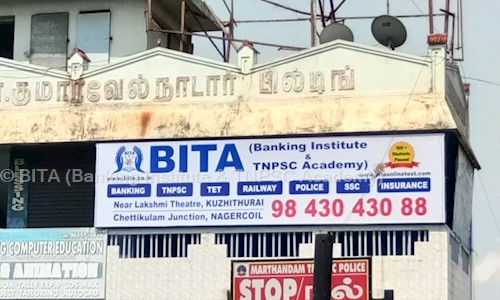 குமாரவேல்நாடார் பில்டிங்
BITA (Banking Institute & TNPSC Academy)
www.bita.co.in
BANKING TNPSC TET RAILWAY POLICE SSC INSURANCE
Near Lakshmi Theatre, KUZHITHURAI
Chettikulam Junction, NAGERCOIL
98 430 430 88
© BITA (Banking Institute & TNPSC Academy)
COMPUTER EDUCATION
ANIMATION
MARTHANDAM TRAFFIC POLICE
STOP/நில்